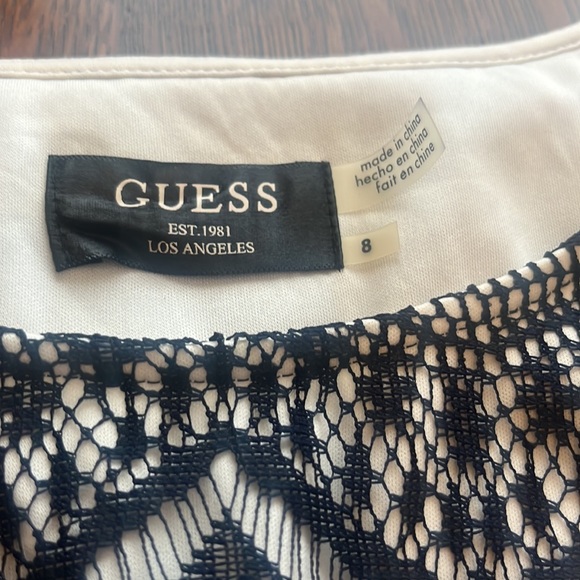 GUESS
EST.1981
LOS ANGELES
made in china
hecho en china
fait en chine
8